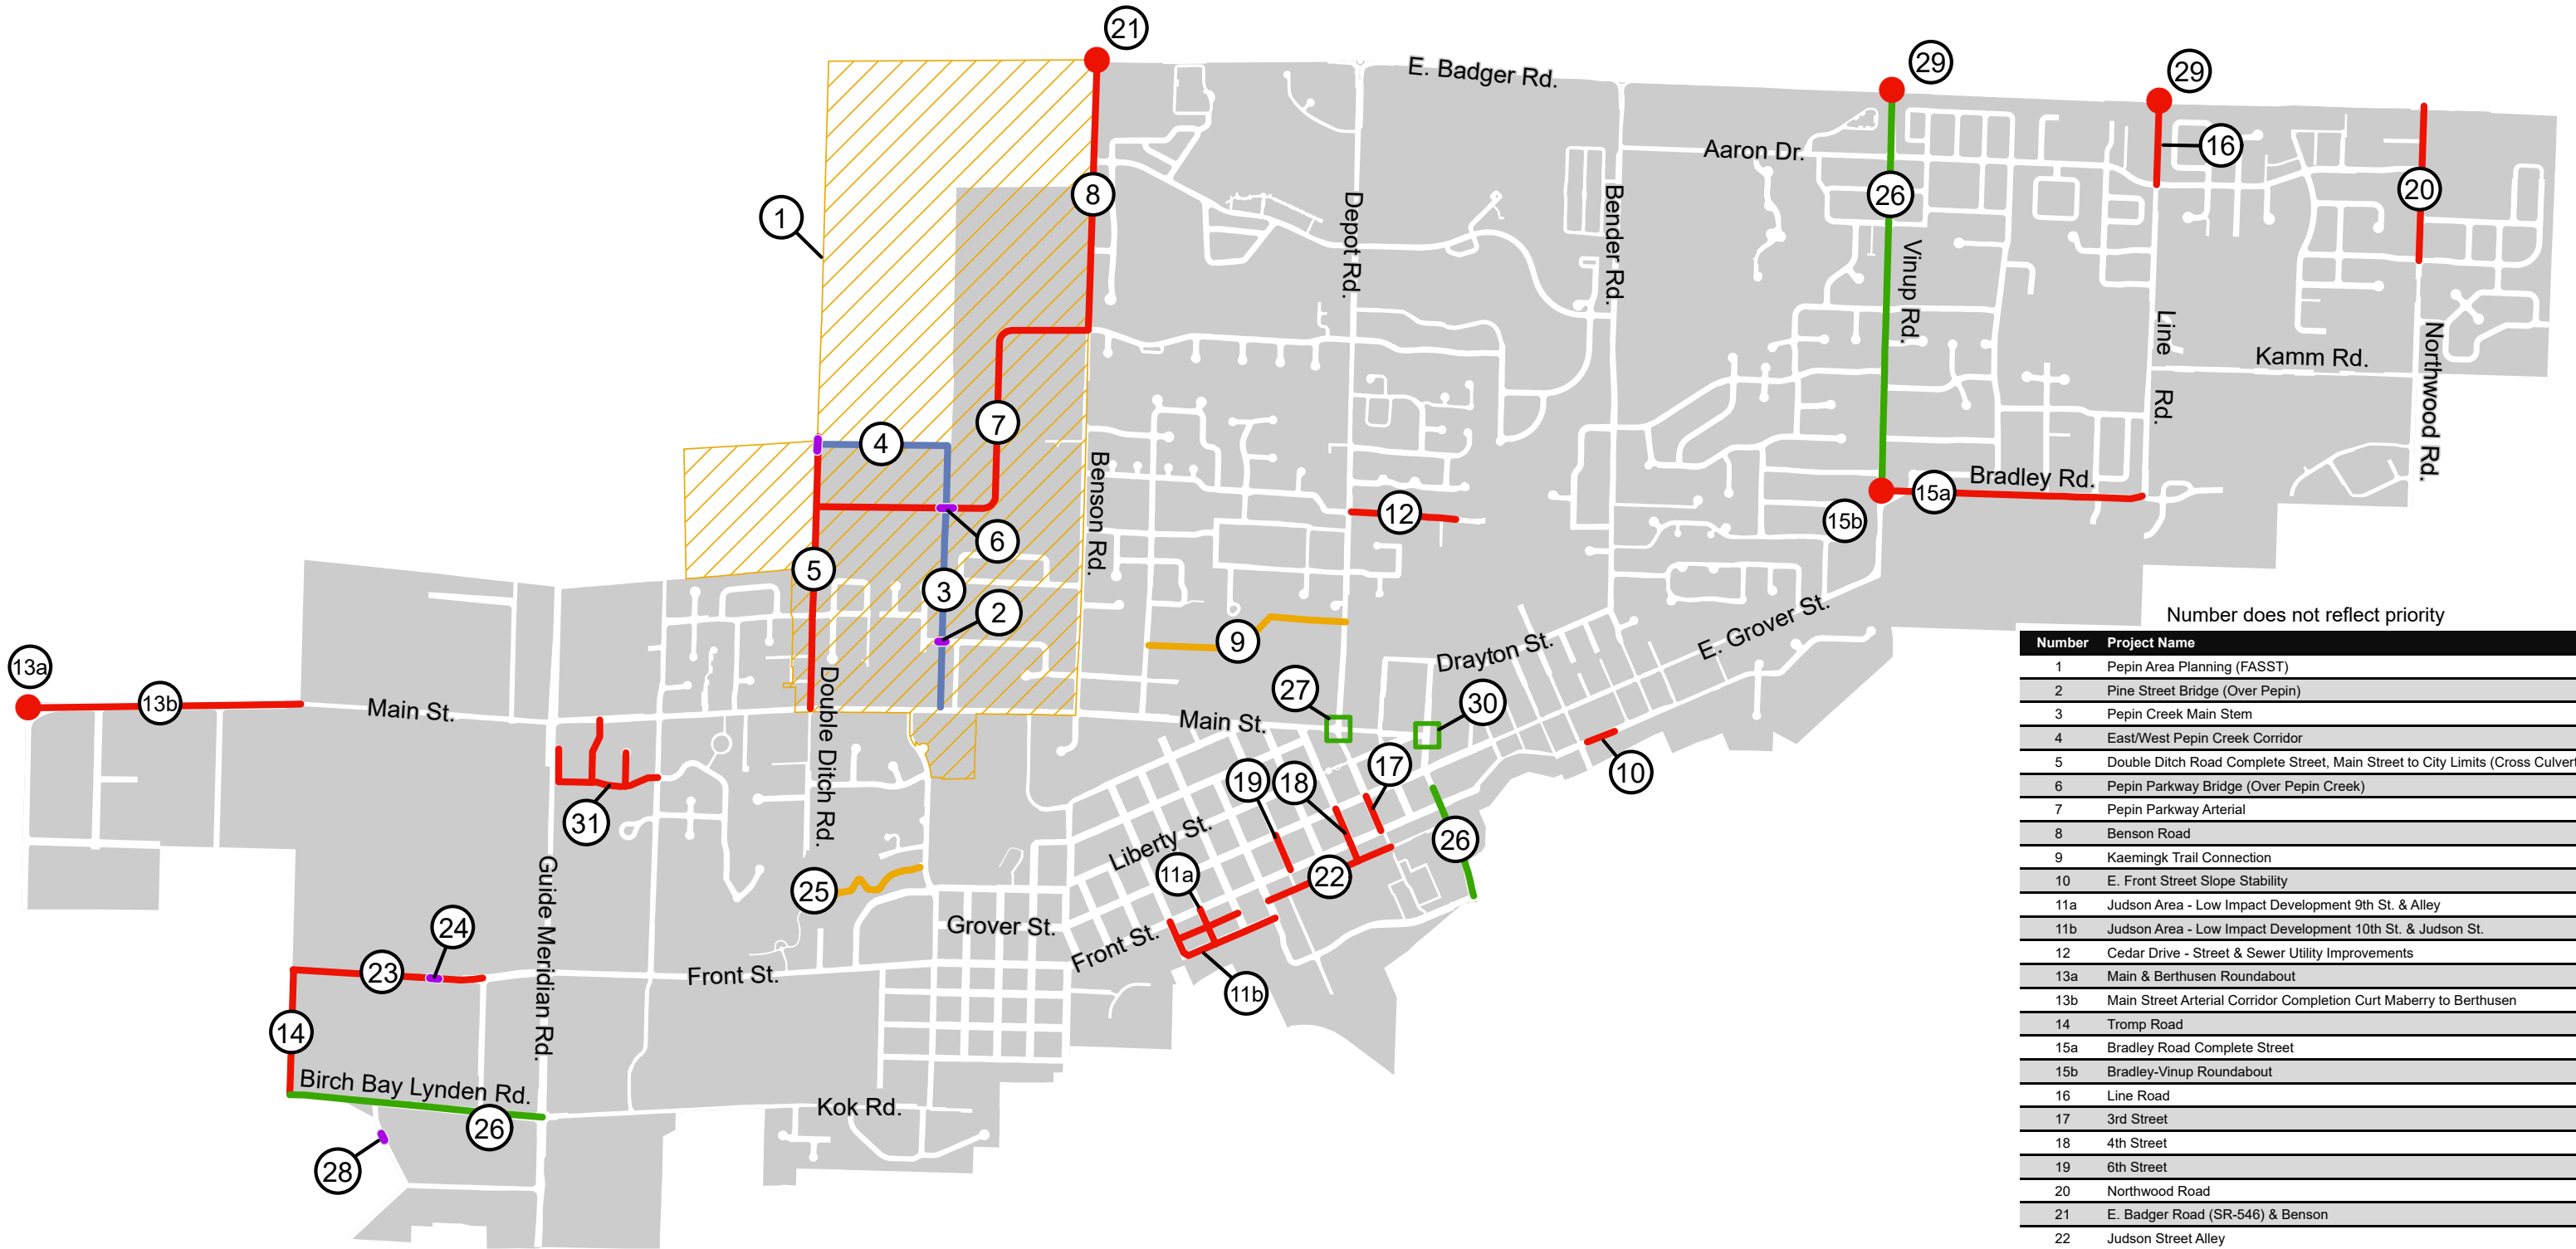 21
29
29
E. Badger Rd.
Aaron Dr.
16
8
26
20
1
Depot Rd.
Bender Rd.
Vinup Rd.
Line Rd.
Northwood Rd.
Kamm Rd.
7
4
Benson Rd.
Bradley Rd.
15a
12
15b
6
5
3
2
9
Drayton St.
E. Grover St.
13a
13b
Main St.
Double Ditch Rd.
Main St.
27
30
10
17
18
19
31
Liberty St.
26
11a
22
25
Guide Meridian Rd.
Grover St.
Front St.
24
23
Front St.
11b
14
Birch Bay Lynden Rd.
26
Kok Rd.
28
Number does not reflect priority
Number Project Name
1 Pepin Area Planning (FASST)
2 Pine Street Bridge (Over Pepin)
3 Pepin Creek Main Stem
4 East/West Pepin Creek Corridor
5 Double Ditch Road Complete Street, Main Street to City Limits (Cross Culvert
6 Pepin Parkway Bridge (Over Pepin Creek)
7 Pepin Parkway Arterial
8 Benson Road
9 Kaemingk Trail Connection
10 E. Front Street Slope Stability
11a Judson Area - Low Impact Development 9th St. & Alley
11b Judson Area - Low Impact Development 10th St. & Judson St.
12 Cedar Drive - Street & Sewer Utility Improvements
13a Main & Berthusen Roundabout
13b Main Street Arterial Corridor Completion Curt Maberry to Berthusen
14 Tromp Road
15a Bradley Road Complete Street
15b Bradley-Vinup Roundabout
16 Line Road
17 3rd Street
18 4th Street
19 6th Street
20 Northwood Road
21 E. Badger Road (SR-546) & Benson
22 Judson Street Alley